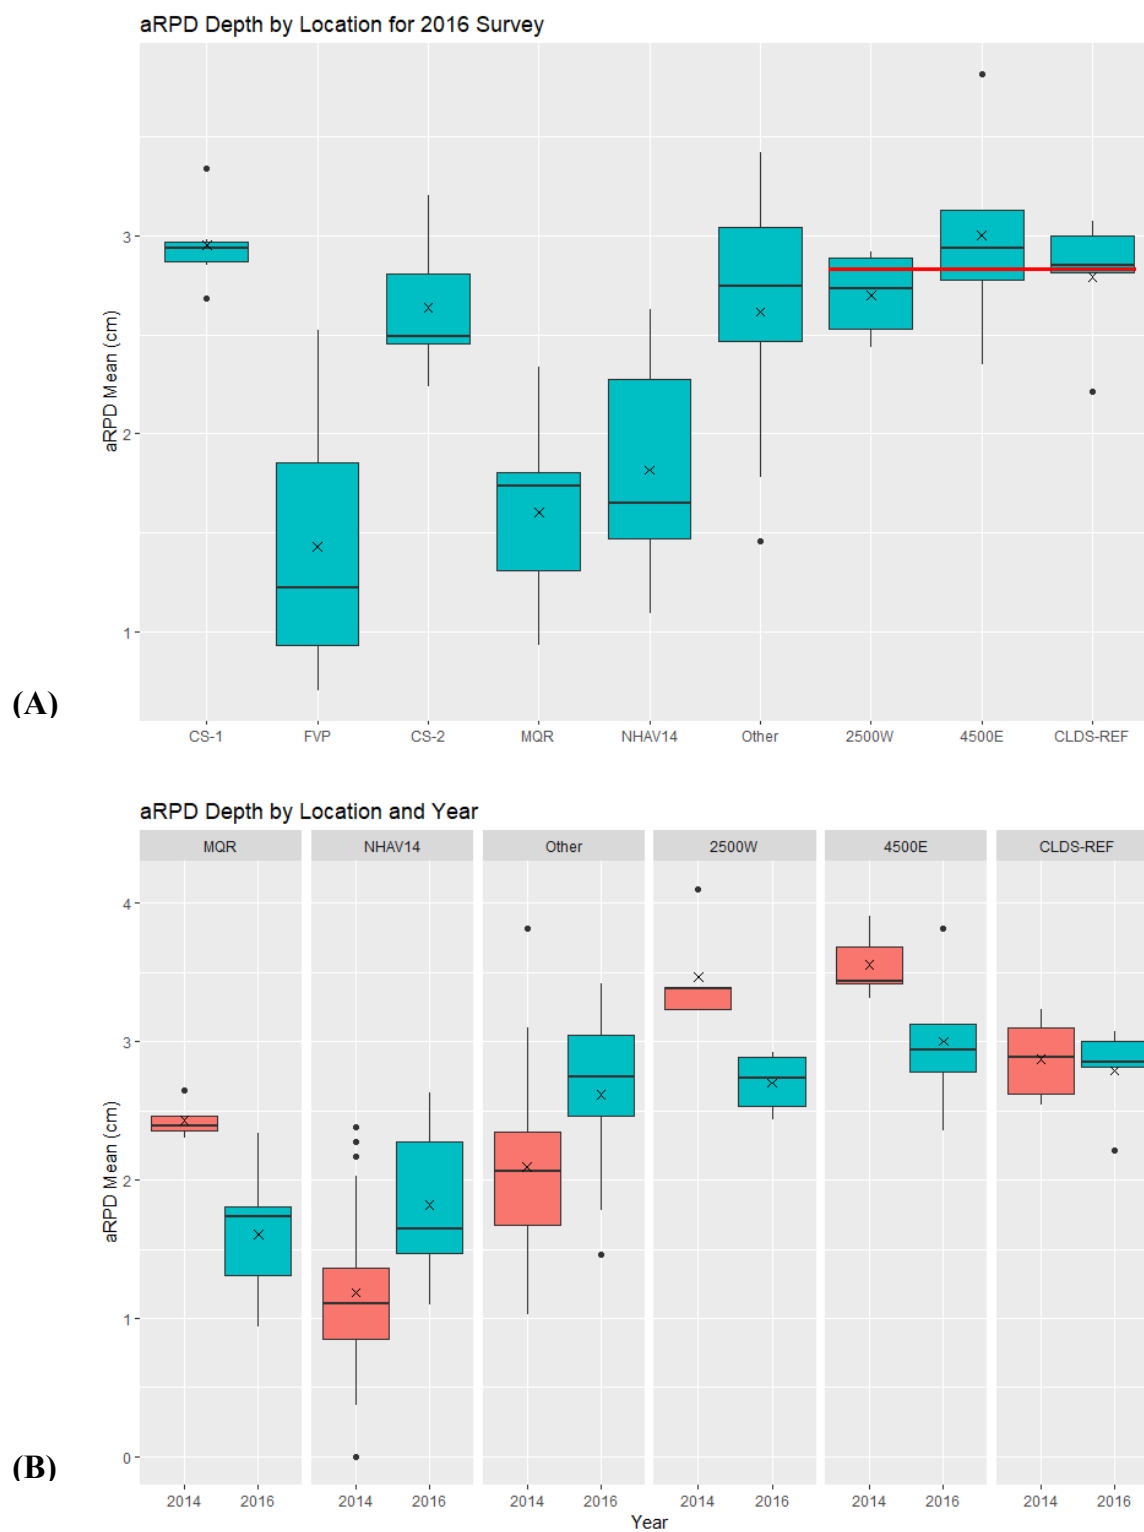 aRPD Depth by Location for 2016 Survey
aRPD Mean (cm)
3
2
1
(A)
CS-1 FVP CS-2 MQR NHAV14 Other 2500W 4500E CLDS-REF
aRPD Depth by Location and Year
MQR NHAV14 Other 2500W 4500E CLDS-REF
aRPD Mean (cm)
4
3
2
1
0
(B)
2014 2016 2014 2016 2014 2016 2014 2016 2014 2016 2014 2016
Year